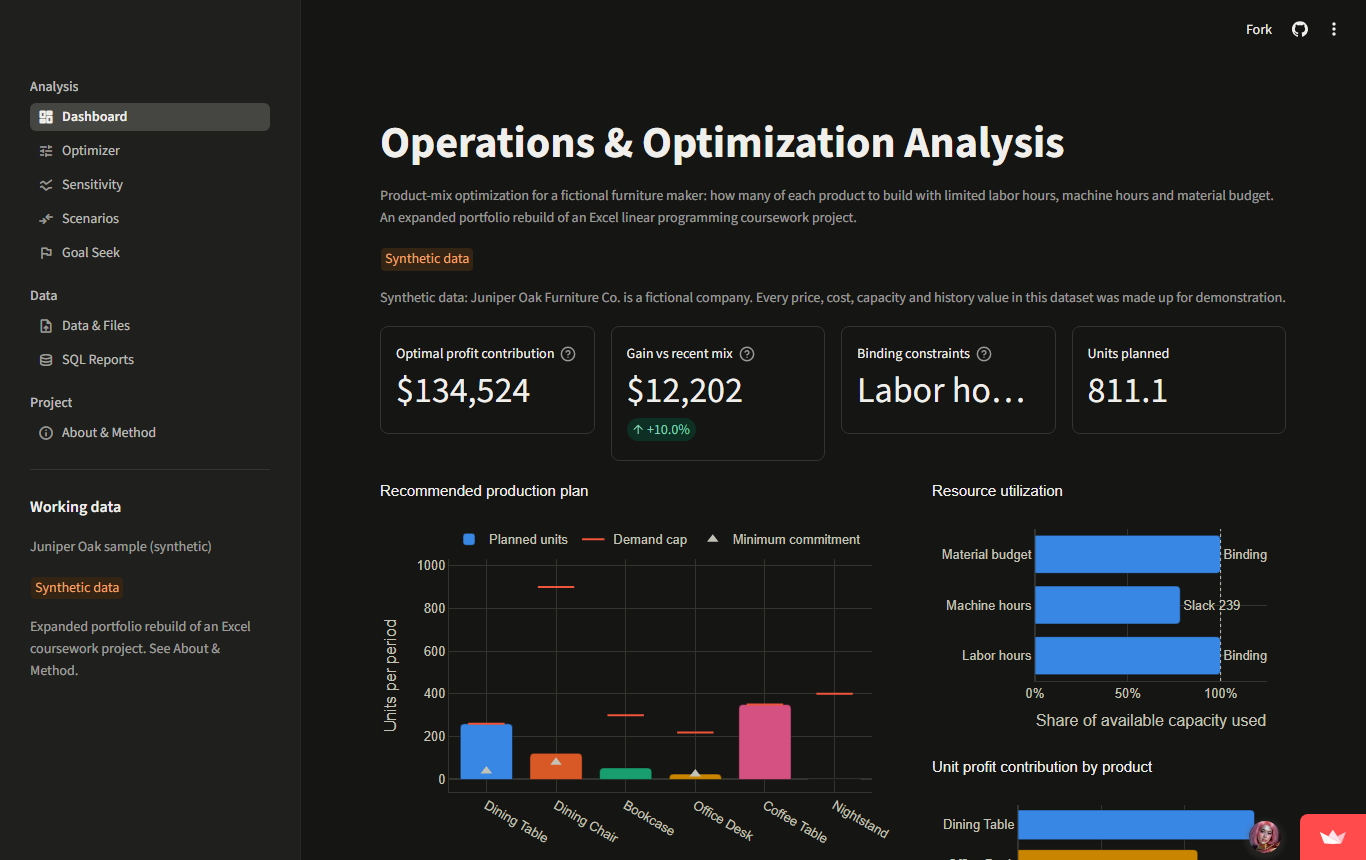 Fork
Analysis
Dashboard
Optimizer
Sensitivity
Scenarios
Goal Seek
Data
Data & Files
SQL Reports
Project
About & Method
Working data
Juniper Oak sample (synthetic)
Synthetic data
Expanded portfolio rebuild of an Excel
coursework project. See About &
Method.
Operations & Optimization Analysis
Product-mix optimization for a fictional furniture maker: how many of each product to build with limited labor hours, machine hours and material budget.
An expanded portfolio rebuild of an Excel linear programming coursework project.
Synthetic data
Synthetic data: Juniper Oak Furniture Co. is a fictional company. Every price, cost, capacity and history value in this dataset was made up for demonstration.
Optimal profit contribution
$134,524
Gain vs recent mix
$12,202
↑ +10.0%
Binding constraints
Labor ho…
Units planned
811.1
Recommended production plan
Planned units
Demand cap
Minimum commitment
Units per period
1000
800
600
400
200
0
Dining Table
Dining Chair
Bookcase
Office Desk
Coffee Table
Nightstand
Resource utilization
Material budget
Binding
Machine hours
Slack 239
Labor hours
Binding
0%
50%
100%
Share of available capacity used
Unit profit contribution by product
Dining Table